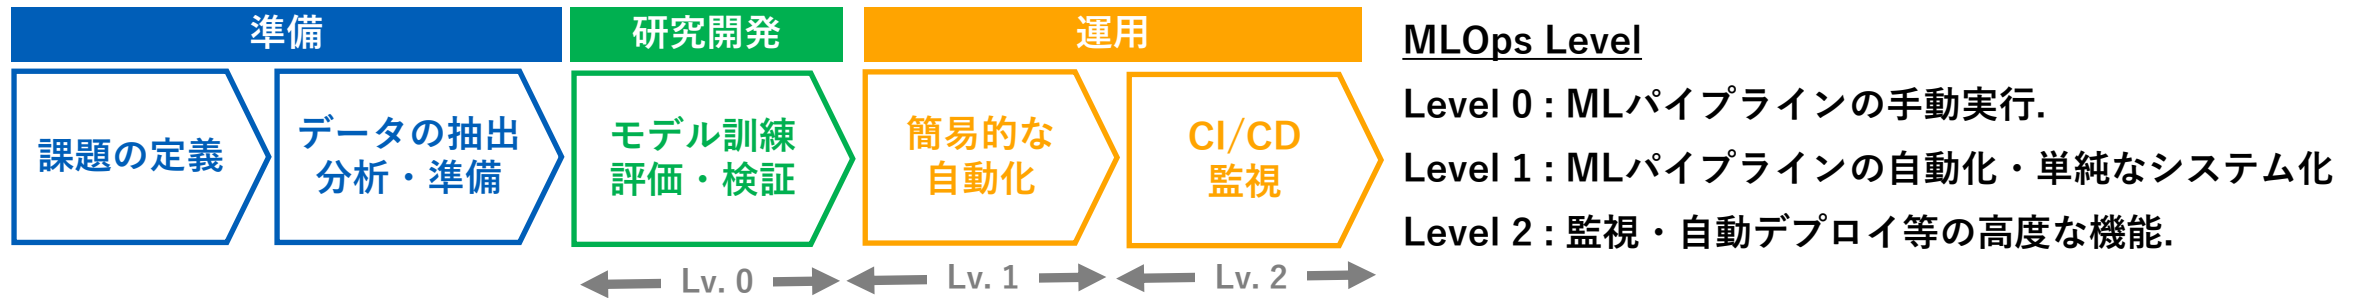 準備
研究開発
運用
課題の定義
データの抽出
分析・準備
モデル訓練
評価・検証
簡易的な
自動化
CI/CD
監視
Lv. 0
Lv. 1
Lv. 2
MLOps Level
Level 0 : MLパイプラインの手動実行.
Level 1 : MLパイプラインの自動化・単純なシステム化
Level 2 : 監視・自動デプロイ等の高度な機能.